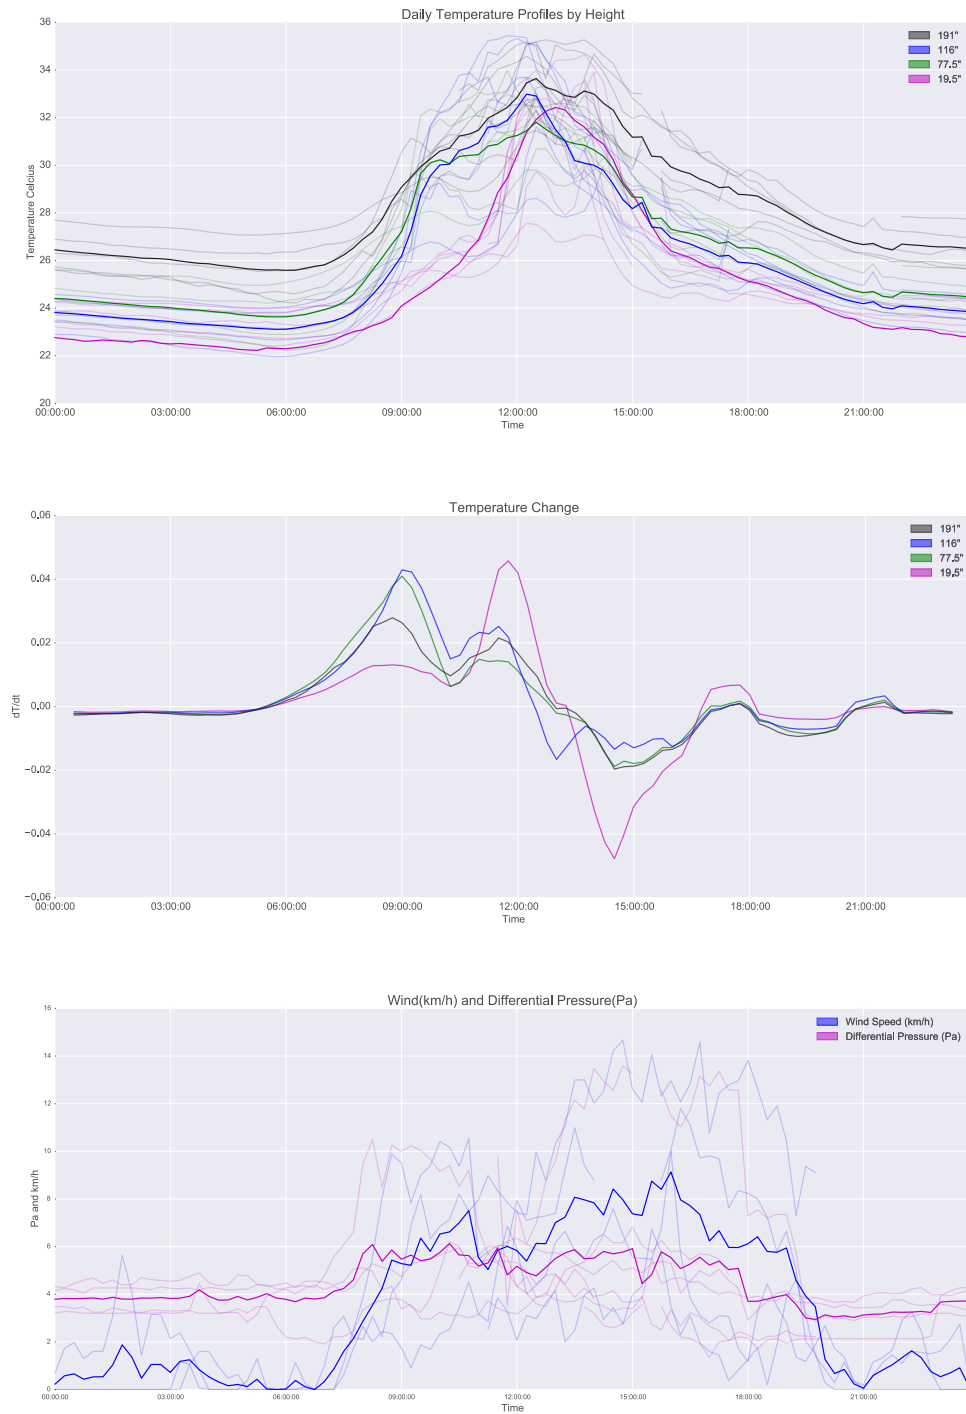 Daily Temperature Profiles by Height
36
34
32
30
28
26
24
22
20
Temperature Celcius
191"
116"
77.5"
19.5"
00:00:00 03:00:00 06:00:00 09:00:00 12:00:00 15:00:00 18:00:00 21:00:00
Time
Temperature Change
0.06
0.04
0.02
0.00
−0.02
−0.04
−0.06
dT/dt
191"
116"
77.5"
19.5"
00:00:00 03:00:00 06:00:00 09:00:00 12:00:00 15:00:00 18:00:00 21:00:00
Time
Wind(km/h) and Differential Pressure(Pa)
16
14
12
10
8
6
4
2
0
Pa and km/h
Wind Speed (km/h)
Differential Pressure (Pa)
00:00:00 03:00:00 06:00:00 09:00:00 12:00:00 15:00:00 18:00:00 21:00:00
Time